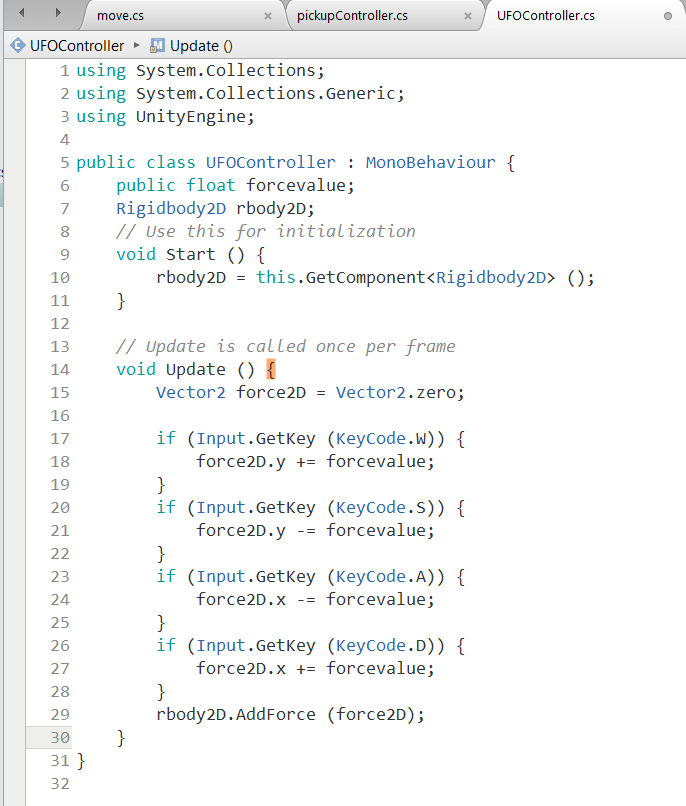 move.cs × pickupController.cs × UFOController.cs
UFOController ▸ Update ()
1 using System.Collections;
2 using System.Collections.Generic;
3 using UnityEngine;
4
5 public class UFOController : MonoBehaviour {
6     public float forcevalue;
7     Rigidbody2D rbody2D;
8     // Use this for initialization
9     void Start () {
10         rbody2D = this.GetComponent<Rigidbody2D> ();
11     }
12
13     // Update is called once per frame
14     void Update () {
15         Vector2 force2D = Vector2.zero;
16
17         if (Input.GetKey (KeyCode.W)) {
18             force2D.y += forcevalue;
19         }
20         if (Input.GetKey (KeyCode.S)) {
21             force2D.y -= forcevalue;
22         }
23         if (Input.GetKey (KeyCode.A)) {
24             force2D.x -= forcevalue;
25         }
26         if (Input.GetKey (KeyCode.D)) {
27             force2D.x += forcevalue;
28         }
29         rbody2D.AddForce (force2D);
30     }
31 }
32